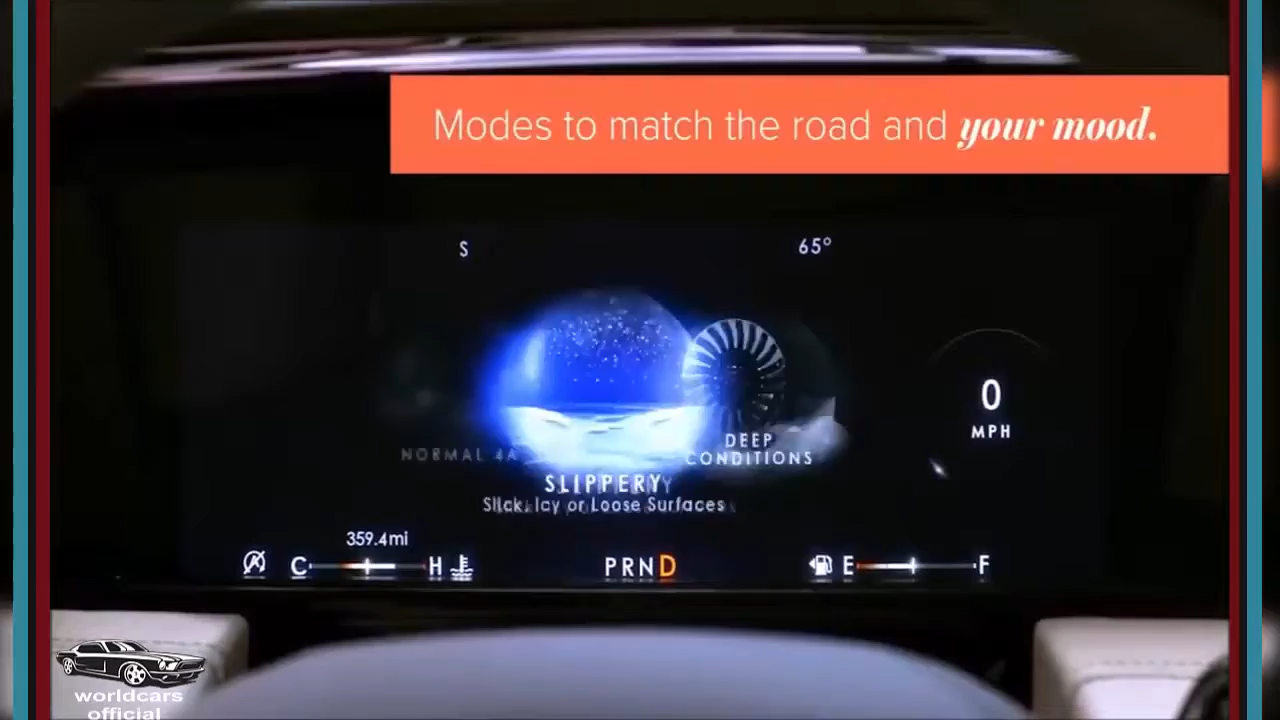 Modes to match the road and your mood.
S
65°
0
MPH
NORMAL 4A
DEEP
CONDITIONS
SLIPPERY
Slick, Icy or Loose Surfaces
359.4mi
C H
PRND
E F
worldcars
official